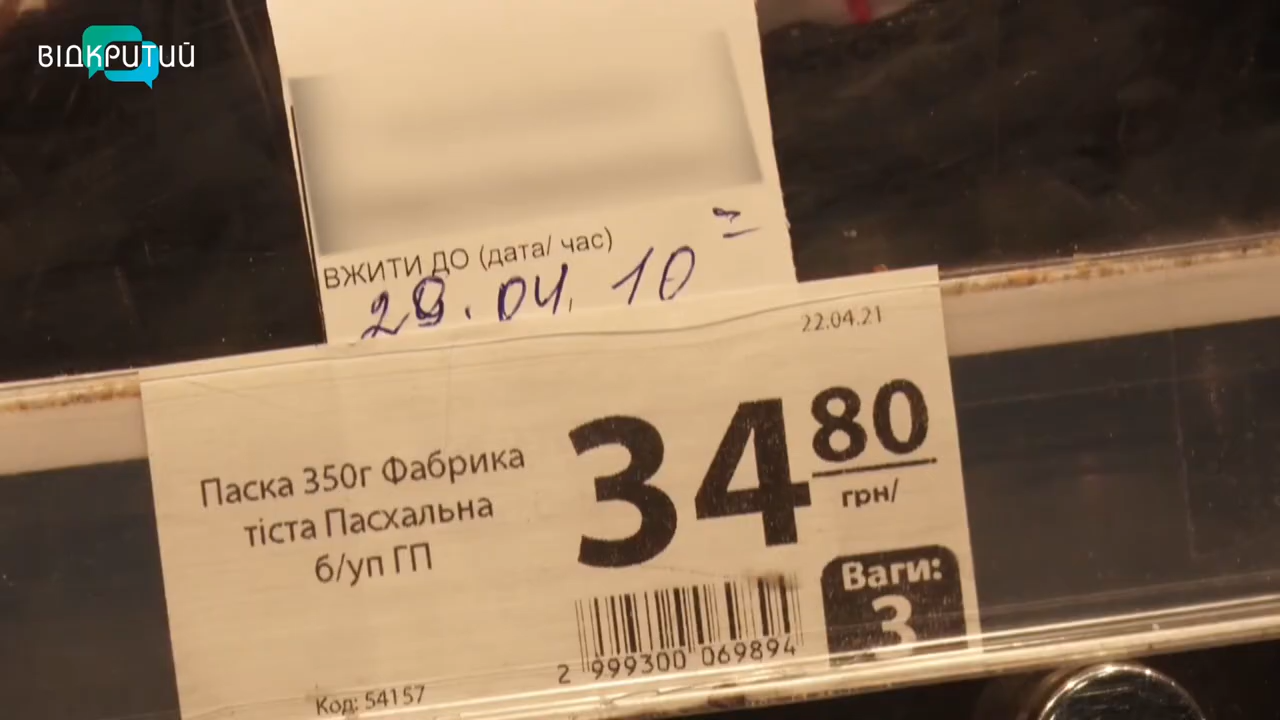 ВІДКРИТИЙ
ВЖИТИ ДО (дата/ час)
29.04. 10
22.04.21
34 80
грн/
Паска 350г Фабрика
тіста Пасхальна
б/уп ГП
Ваги:
3
2 999300 069894
Код: 54157